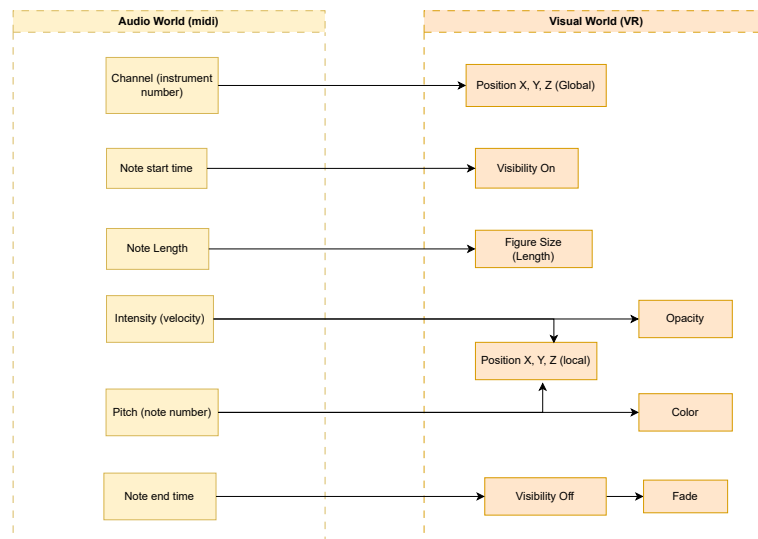 Audio World (midi)
Visual World (VR)
Channel (instrument
number)
Position X, Y, Z (Global)
Note start time
Visibility On
Note Length
Figure Size
(Length)
Intensity (velocity)
Opacity
Position X, Y, Z (local)
Pitch (note number)
Color
Note end time
Visibility Off
Fade